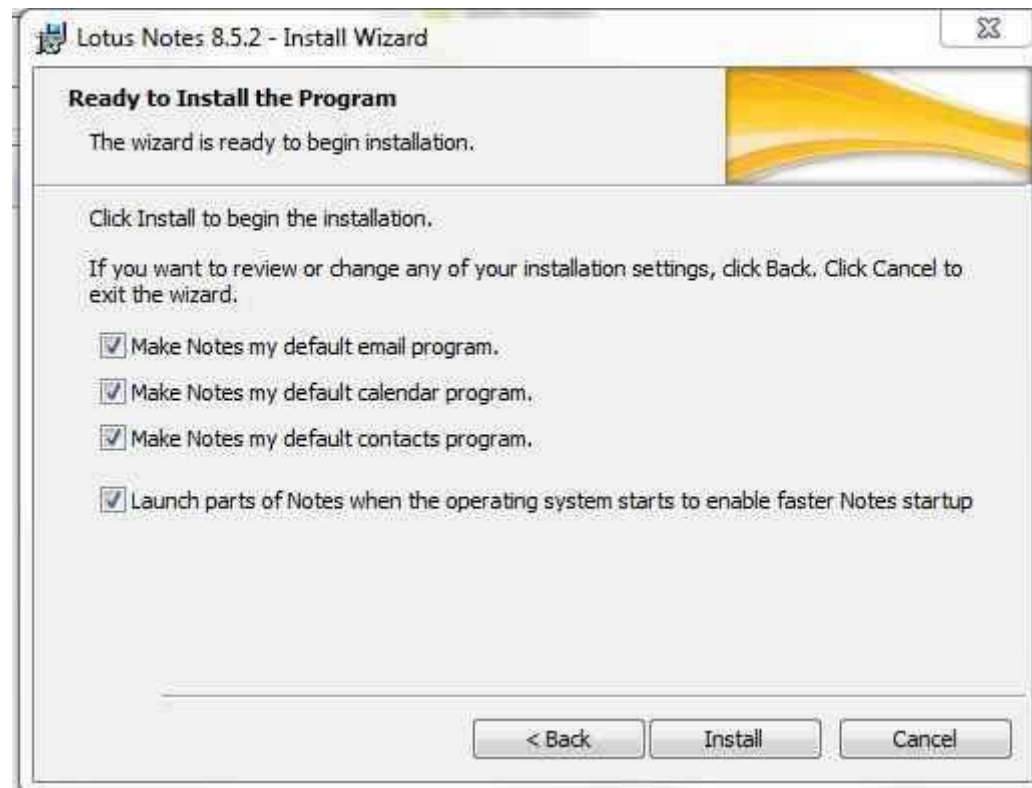 Lotus Notes 8.5.2 - Install Wizard
Ready to Install the Program
The wizard is ready to begin installation.
Click Install to begin the installation.
If you want to review or change any of your installation settings, click Back. Click Cancel to
exit the wizard.
Make Notes my default email program.
Make Notes my default calendar program.
Make Notes my default contacts program.
Launch parts of Notes when the operating system starts to enable faster Notes startup
< Back
Install
Cancel